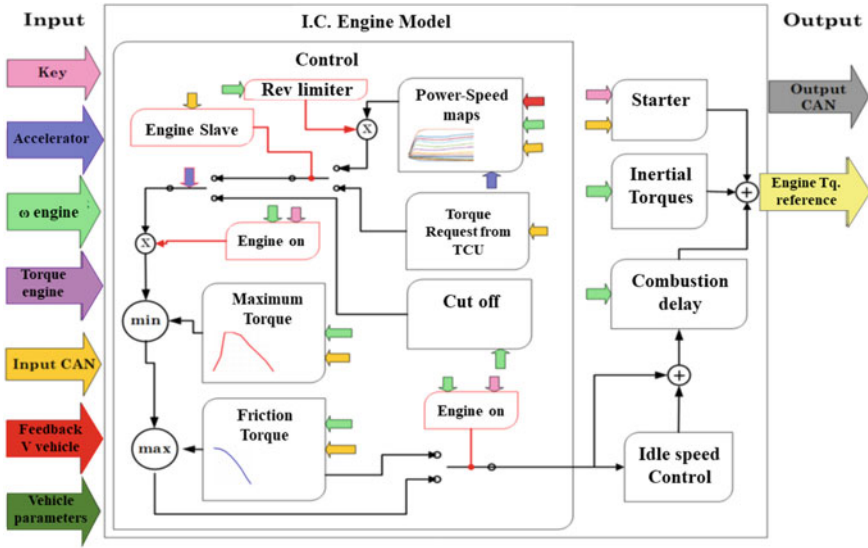 Input
I.C. Engine Model
Output
Key
Accelerator
ω engine
Torque
engine
Input CAN
Feedback
V vehicle
Vehicle
parameters
Control
Rev limiter
Engine Slave
Power-Speed
maps
X
Torque
Request from
TCU
Engine on
X
Maximum
Torque
min
Cut off
Friction
Torque
max
Engine on
Starter
Inertial
Torques
+
Combustion
delay
+
Idle speed
Control
Output
CAN
Engine Tq.
reference